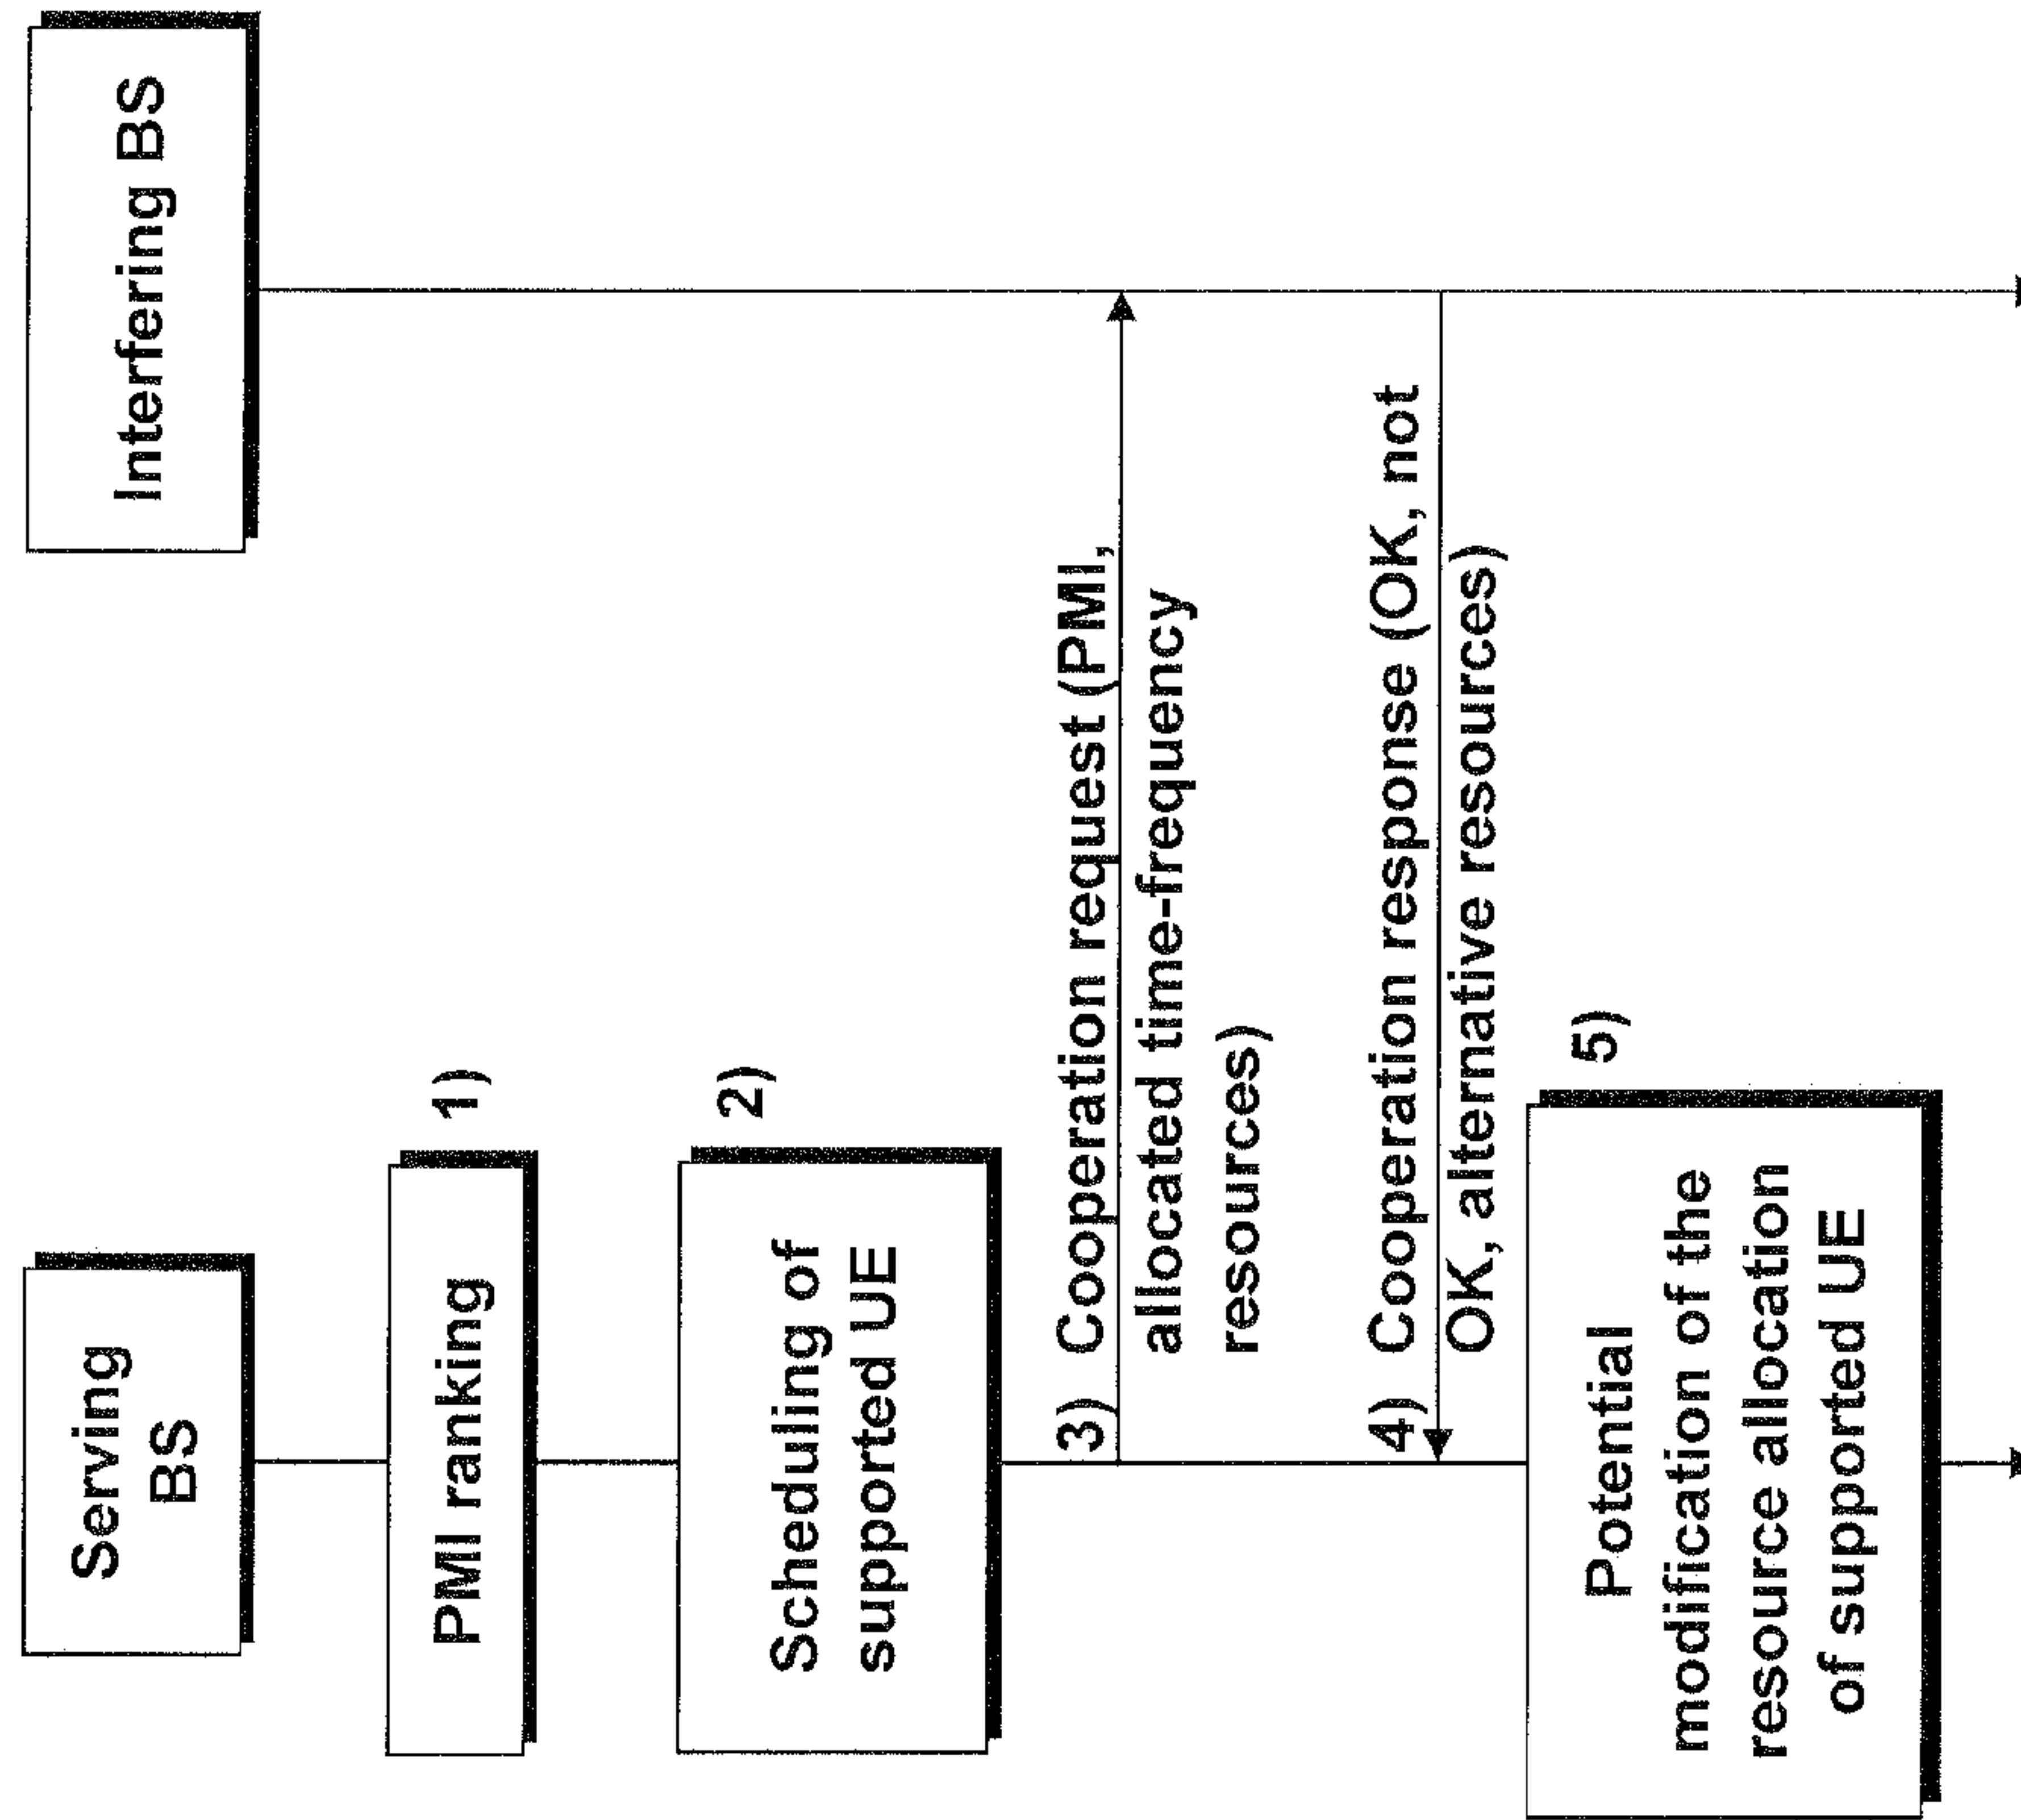 Serving
BS
Interfering BS
PMI ranking
1)
Scheduling of
supported UE
2)
3) Cooperation request (PMI,
allocated time-frequency
resources)
4) Cooperation response (OK, not
OK, alternative resources)
Potential
modification of the
resource allocation
of supported UE
5)